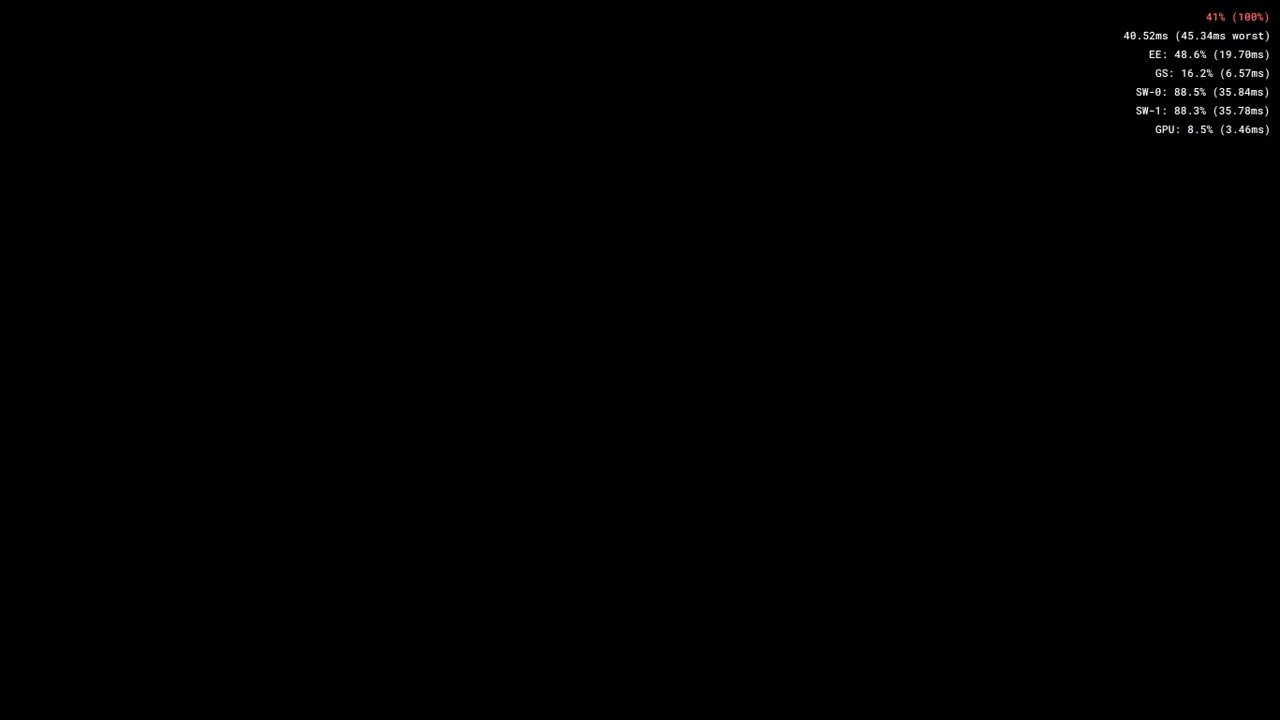 41% (100%)
40.52ms (45.34ms worst)
EE: 48.6% (19.70ms)
GS: 16.2% (6.57ms)
SW-0: 88.5% (35.84ms)
SW-1: 88.3% (35.78ms)
GPU: 8.5% (3.46ms)